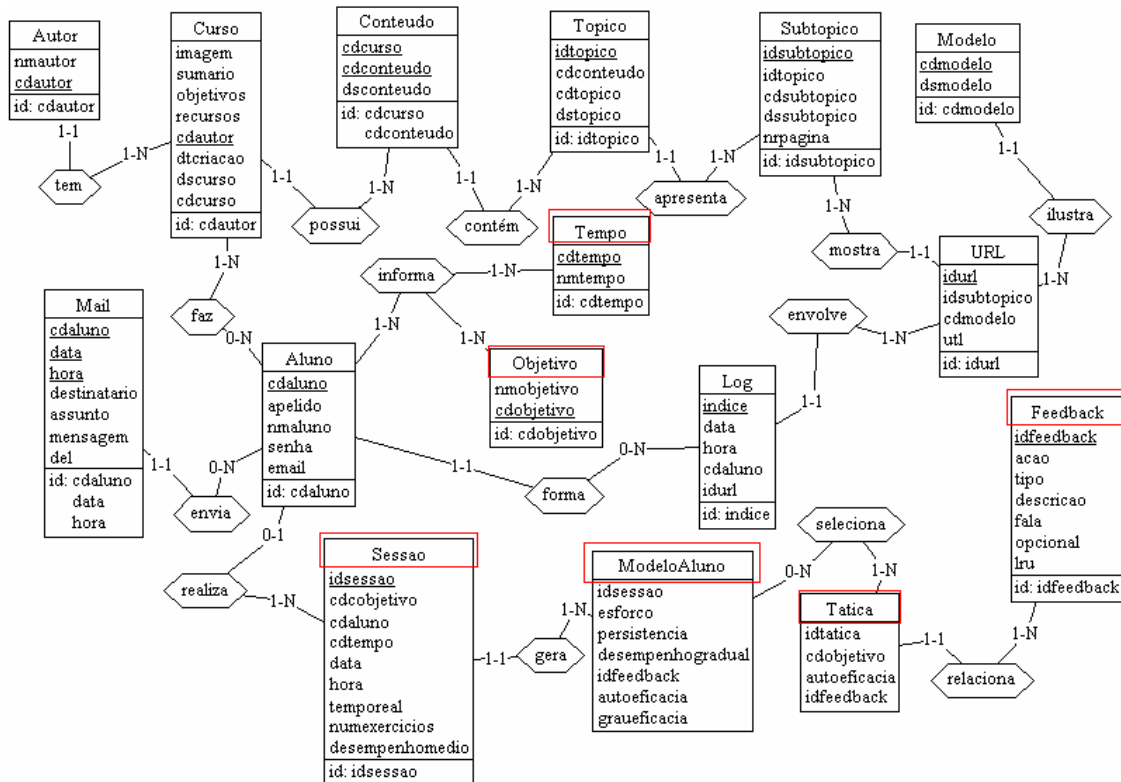 Autor
nmautor
cdautor
id: cdautor
1-1
tem
1-N
Curso
imagem
sumario
objetivos
recursos
cdautor
dtcriacao
dscurso
cdcurso
id: cdautor
1-1
possui
1-N
Conteudo
cdcurso
cdconteudo
dsconteudo
id: cdcurso
cdconteudo
1-1
contém
1-N
Topico
idtopico
cdconteudo
cdtopico
dstopico
id: idtopico
1-1
apresenta
1-N
Subtopico
idsubtopico
idtopico
cdsubtopico
dssubtopico
nrpagina
id: idsubtopico
1-N
mostra
1-1
Modelo
cdmodelo
dsmodelo
id: cdmodelo
1-1
ilustra
1-N
URL
idurl
idsubtopico
cdmodelo
utl
id: idurl
1-N
faz
0-N
informa
1-N
1-N
1-N
Tempo
cdtempo
nmtempo
id: cdtempo
Objetivo
nmobjetivo
cdobjetivo
id: cdobjetivo
envolve
1-N
1-1
Mail
cdaluno
data
hora
destinatario
assunto
mensagem
del
id: cdaluno
data
hora
1-1
envia
0-N
Aluno
cdaluno
apelido
nmaluno
senha
email
id: cdaluno
1-1
forma
0-N
Log
indice
data
hora
cdaluno
idurl
id: indice
Feedback
idfeedback
acao
tipo
descricao
fala
opcional
lru
id: idfeedback
0-1
realiza
1-N
Sessao
idsessao
cdcobjetivo
cdaluno
cdtempo
data
hora
temporeal
numexercicios
desempenhomedio
id: idsessao
1-1
gera
1-N
ModeloAluno
idsessao
esforco
persistencia
desempenhogradual
idfeedback
autoeficacia
graueficacia
seleciona
0-N
1-N
Tatica
idtatica
cdobjetivo
autoeficacia
idfeedback
1-1
relaciona
1-N